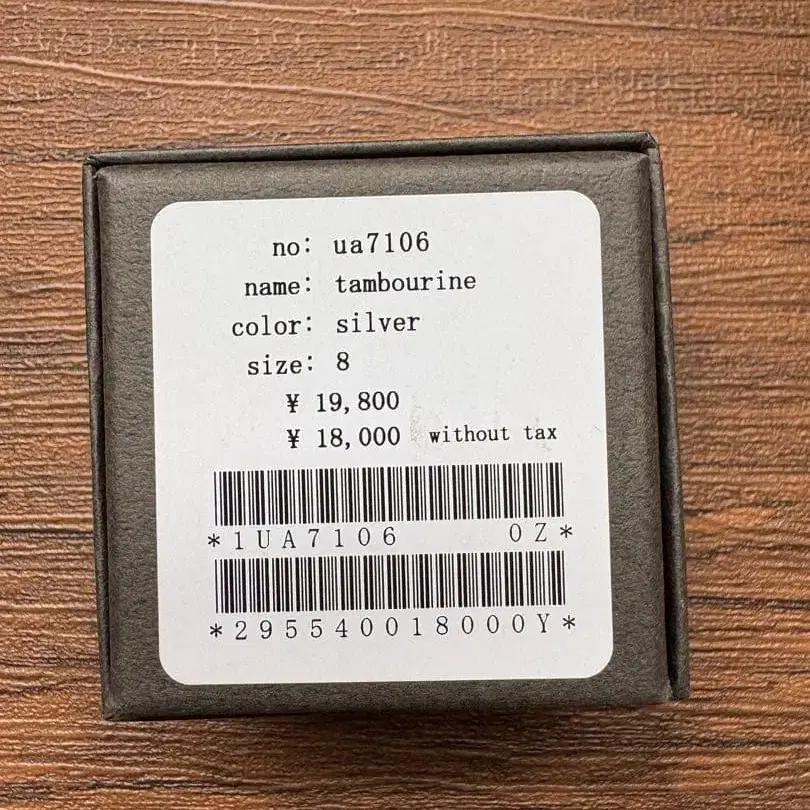 no: ua7106
name: tambourine
color: silver
size: 8
¥ 19,800
¥ 18,000 without tax
*1UA7106 0Z*
*295540018000Y*